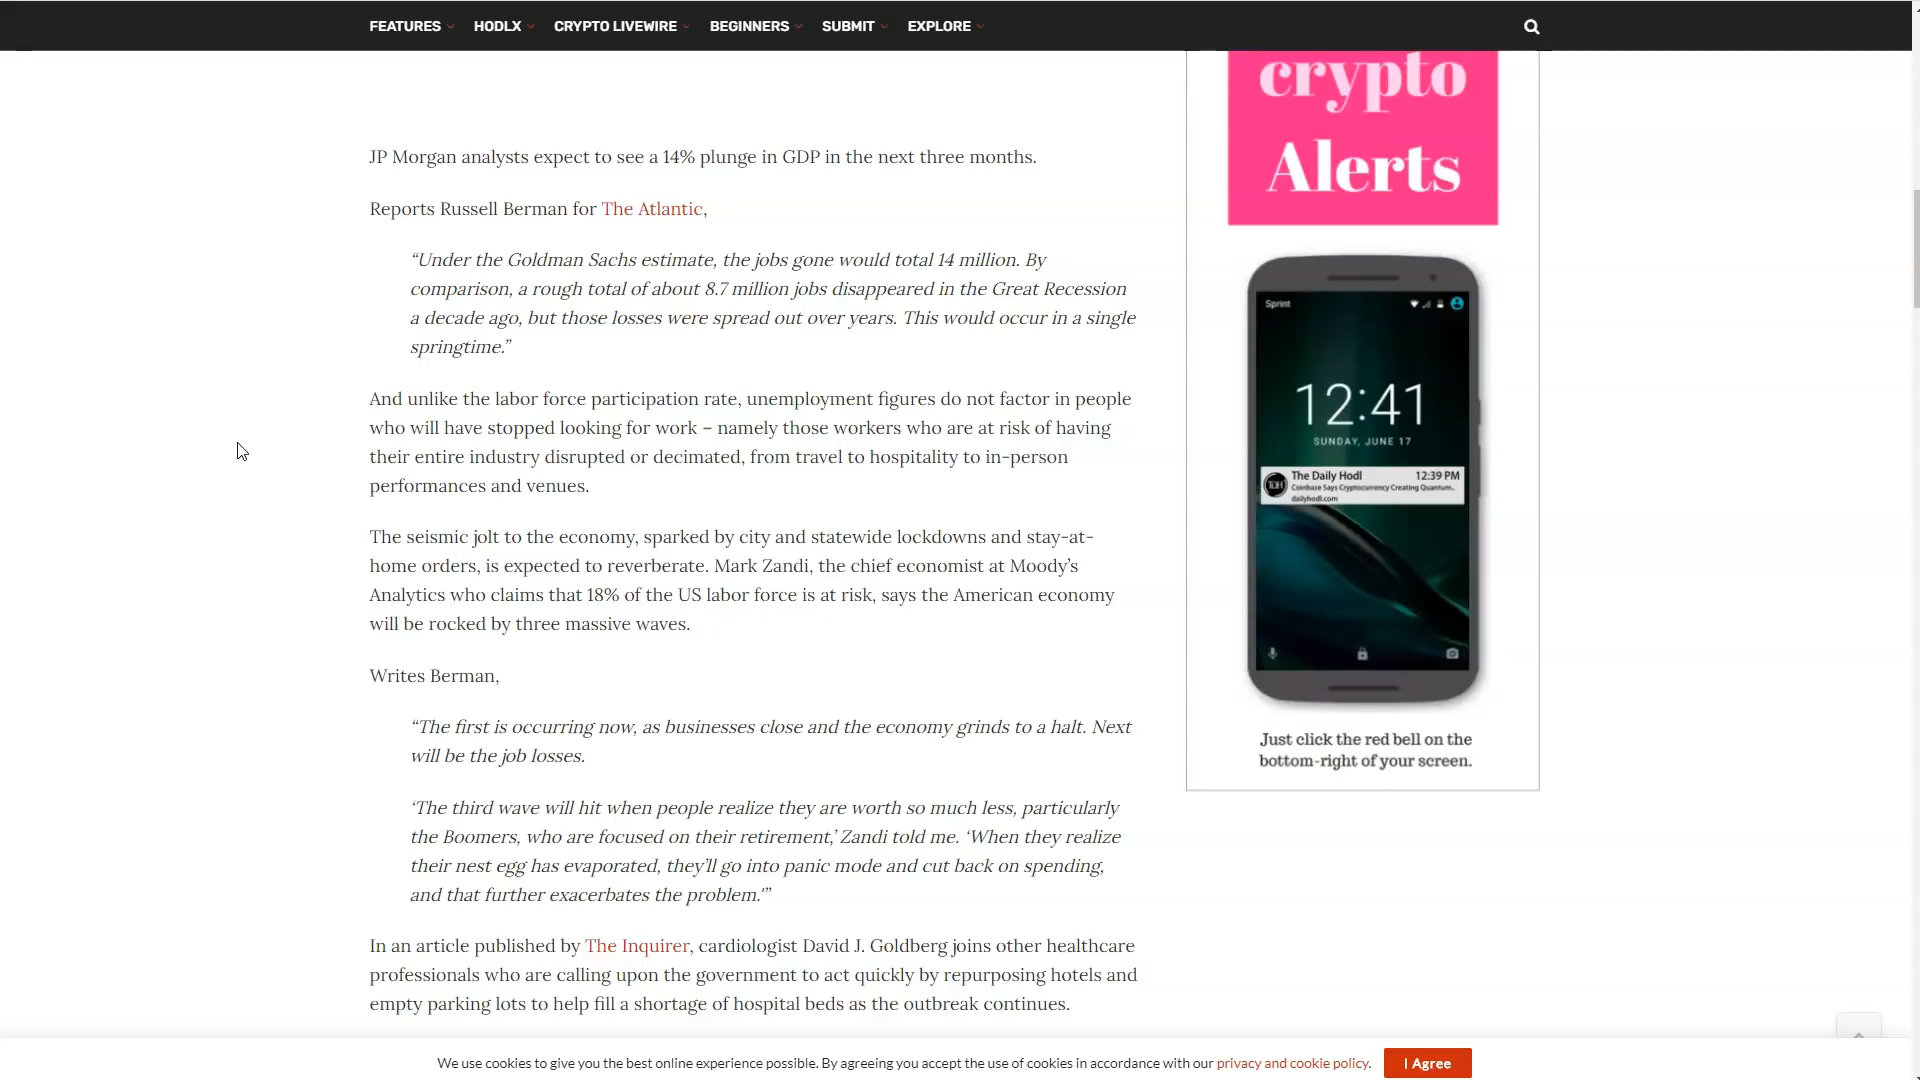 FEATURES HODLX CRYPTO LIVEWIRE BEGINNERS SUBMIT EXPLORE
JP Morgan analysts expect to see a 14% plunge in GDP in the next three months.
Reports Russell Berman for The Atlantic,
“Under the Goldman Sachs estimate, the jobs gone would total 14 million. By
comparison, a rough total of about 8.7 million jobs disappeared in the Great Recession
a decade ago, but those losses were spread out over years. This would occur in a single
springtime.”
And unlike the labor force participation rate, unemployment figures do not factor in people
who will have stopped looking for work – namely those workers who are at risk of having
their entire industry disrupted or decimated, from travel to hospitality to in-person
performances and venues.
The seismic jolt to the economy, sparked by city and statewide lockdowns and stay-at-
home orders, is expected to reverberate. Mark Zandi, the chief economist at Moody’s
Analytics who claims that 18% of the US labor force is at risk, says the American economy
will be rocked by three massive waves.
Writes Berman,
“The first is occurring now, as businesses close and the economy grinds to a halt. Next
will be the job losses.
‘The third wave will hit when people realize they are worth so much less, particularly
the Boomers, who are focused on their retirement,’ Zandi told me. ‘When they realize
their nest egg has evaporated, they’ll go into panic mode and cut back on spending,
and that further exacerbates the problem.'”
In an article published by The Inquirer, cardiologist David J. Goldberg joins other healthcare
professionals who are calling upon the government to act quickly by repurposing hotels and
empty parking lots to help fill a shortage of hospital beds as the outbreak continues.
crypto
Alerts
Sprint
12:41
SUNDAY, JUNE 17
TDH
The Daily Hodl 12:39 PM
Coinbase Says Cryptocurrency Creating Quantum..
dailyhodl.com
Just click the red bell on the
bottom-right of your screen.
We use cookies to give you the best online experience possible. By agreeing you accept the use of cookies in accordance with our privacy and cookie policy. I Agree